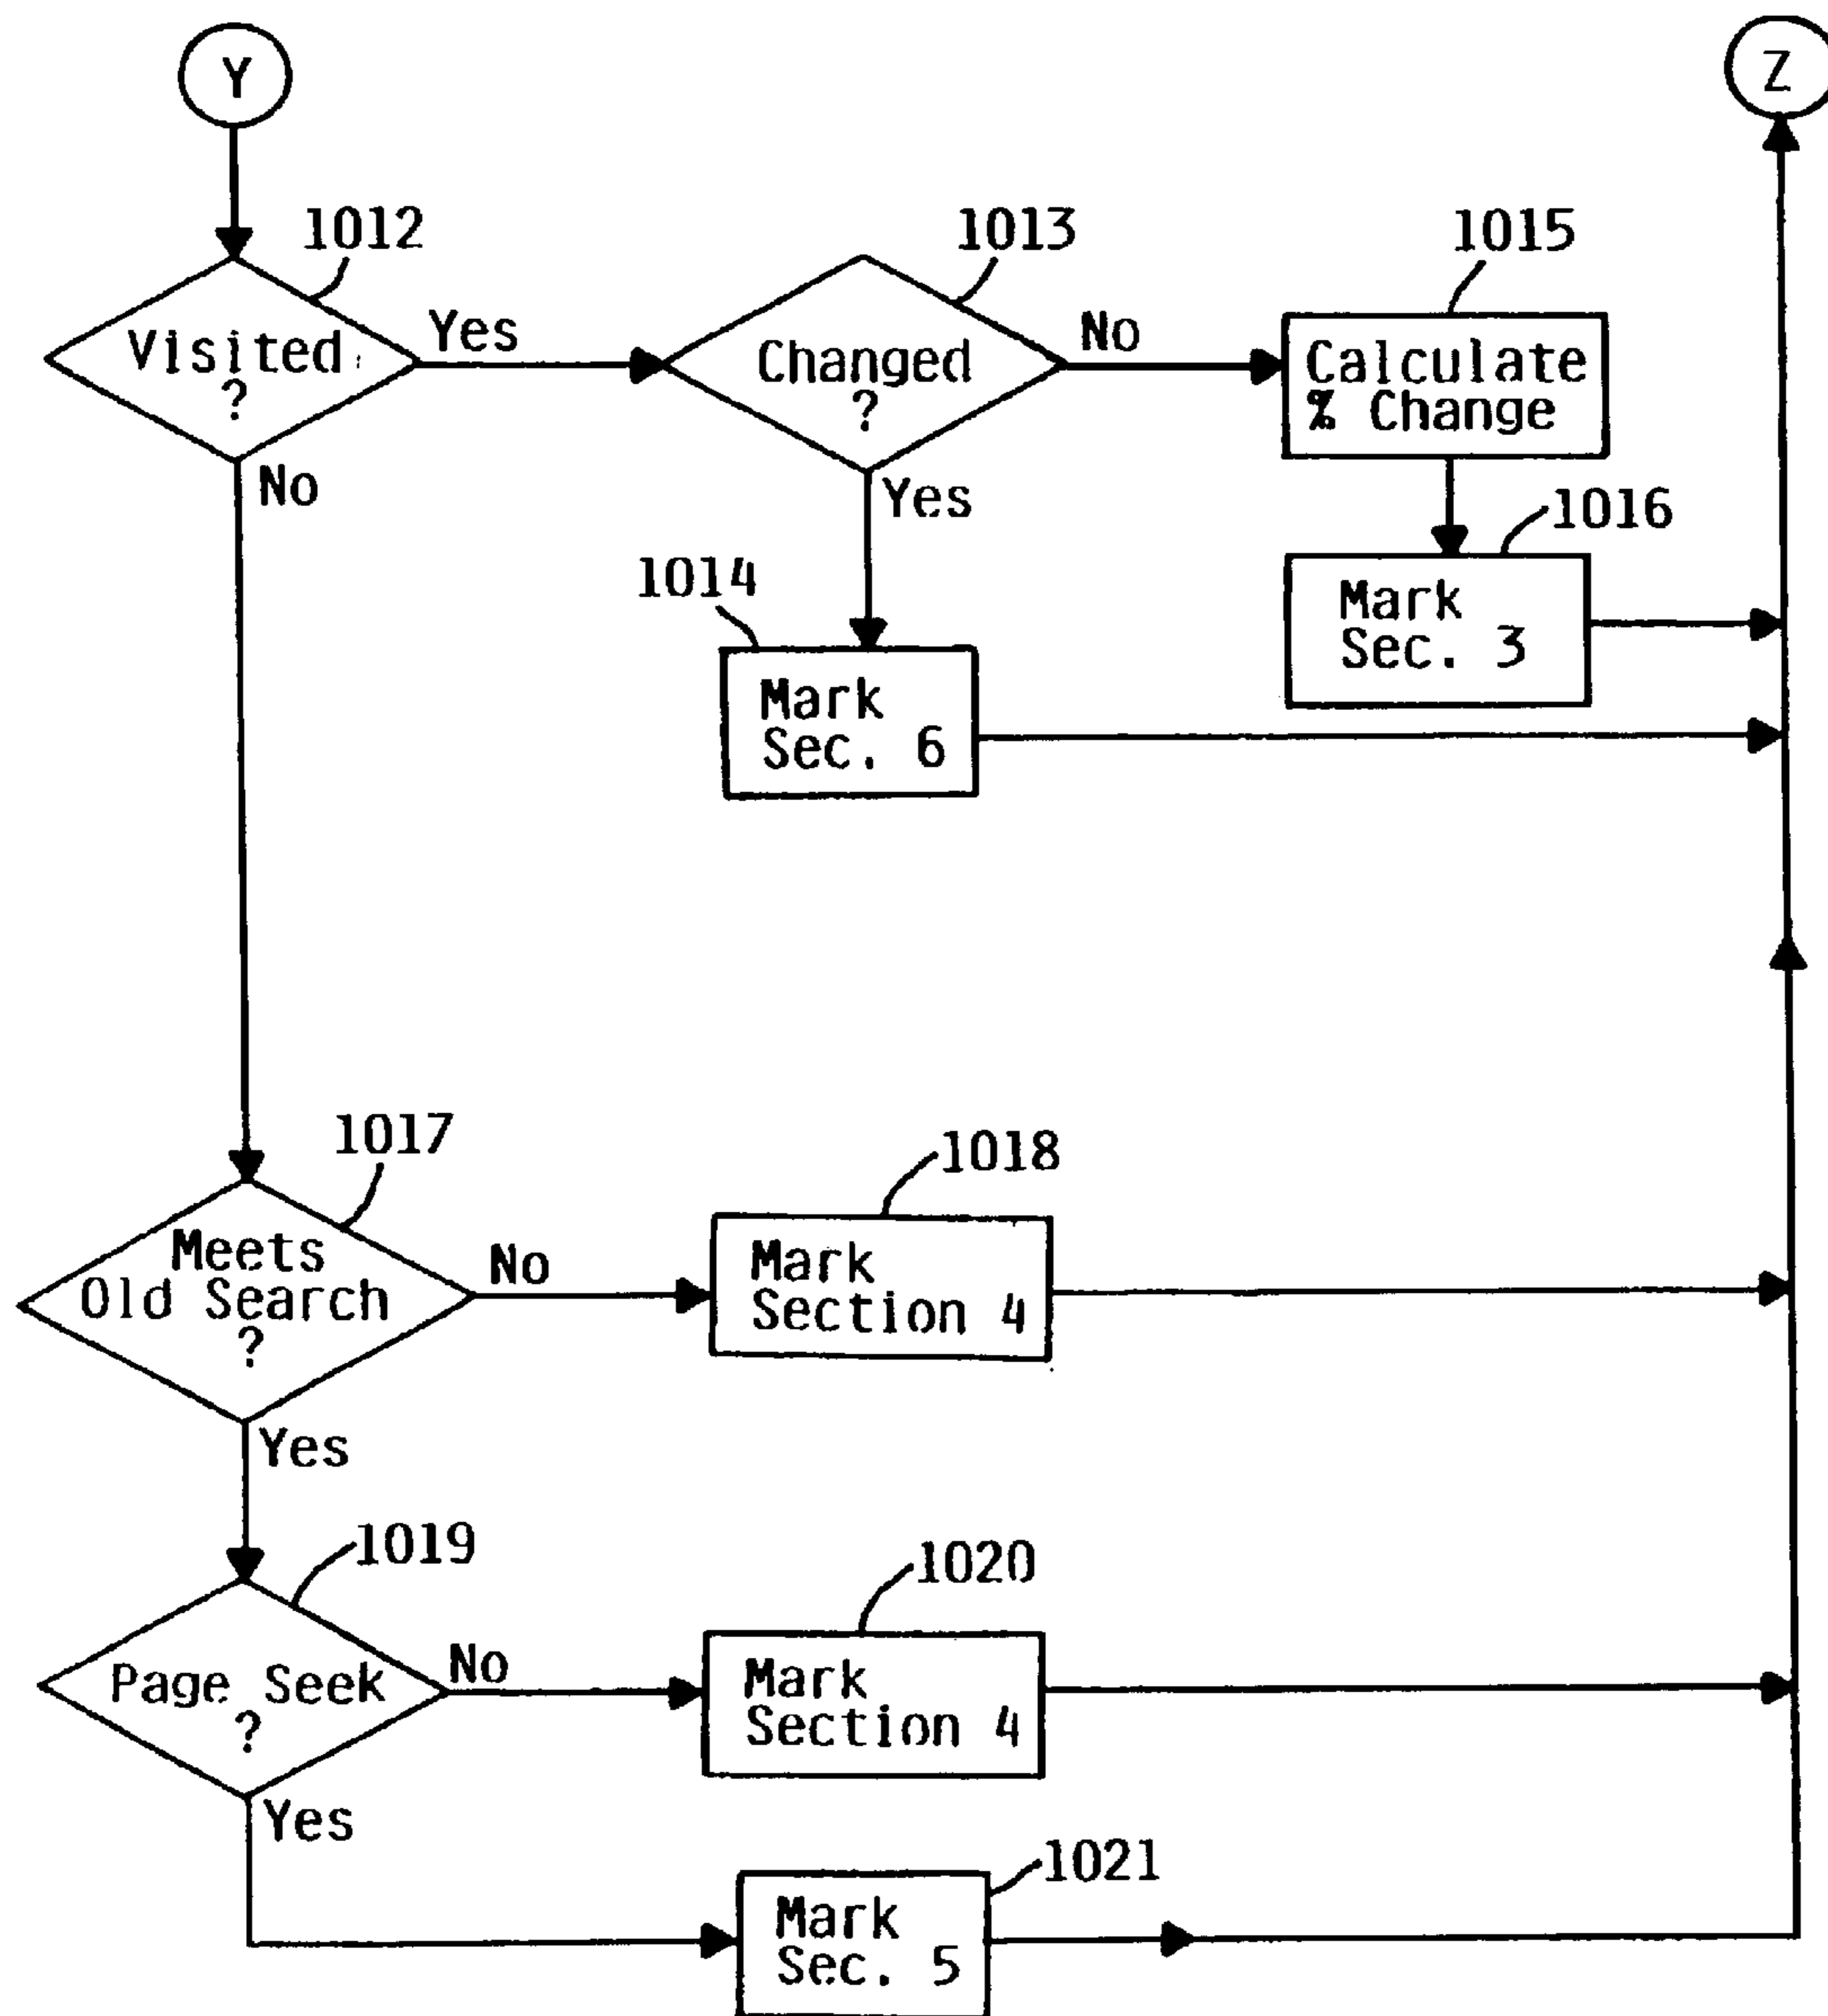 Y
Z
1012
1013
1015
Visited
?
Yes
No
Changed
?
No
Yes
Calculate
% Change
1016
Mark
Sec. 3
1014
Mark
Sec. 6
1017
Meets
Old Search
?
No
Yes
1018
Mark
Section 4
1019
Page Seek
?
No
Yes
1020
Mark
Section 4
1021
Mark
Sec. 5